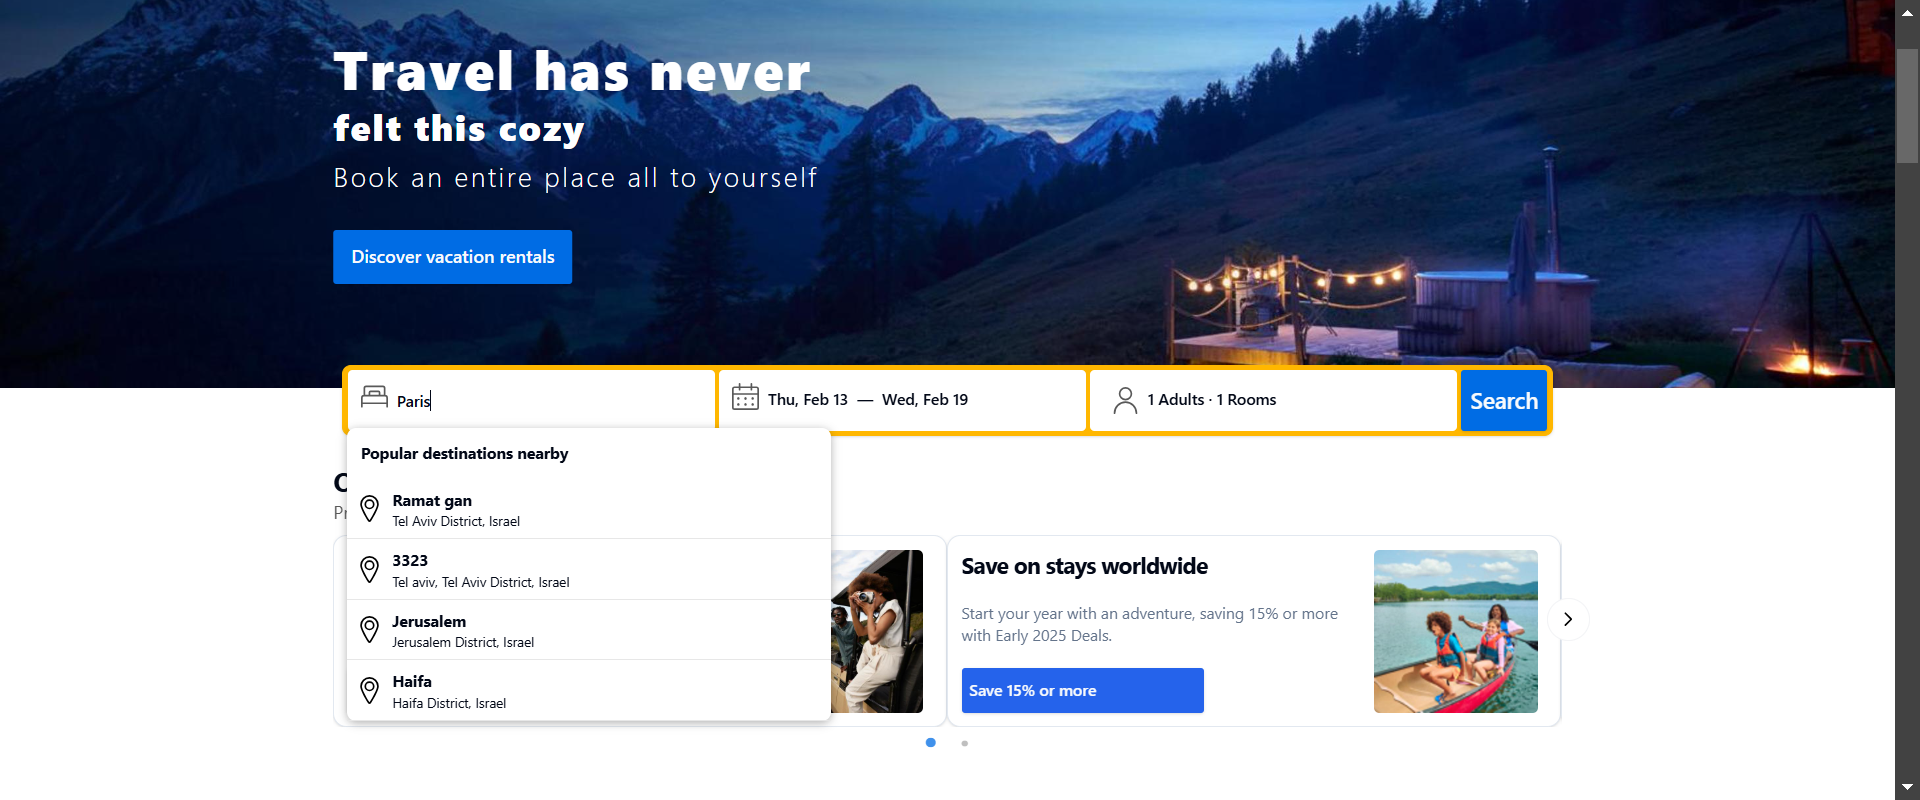 Travel has never
felt this cozy
Book an entire place all to yourself
Discover vacation rentals
Paris
Thu, Feb 13 — Wed, Feb 19
1 Adults · 1 Rooms
Search
Popular destinations nearby
Ramat gan
Tel Aviv District, Israel
3323
Tel aviv, Tel Aviv District, Israel
Jerusalem
Jerusalem District, Israel
Haifa
Haifa District, Israel
Save on stays worldwide
Start your year with an adventure, saving 15% or more
with Early 2025 Deals.
Save 15% or more